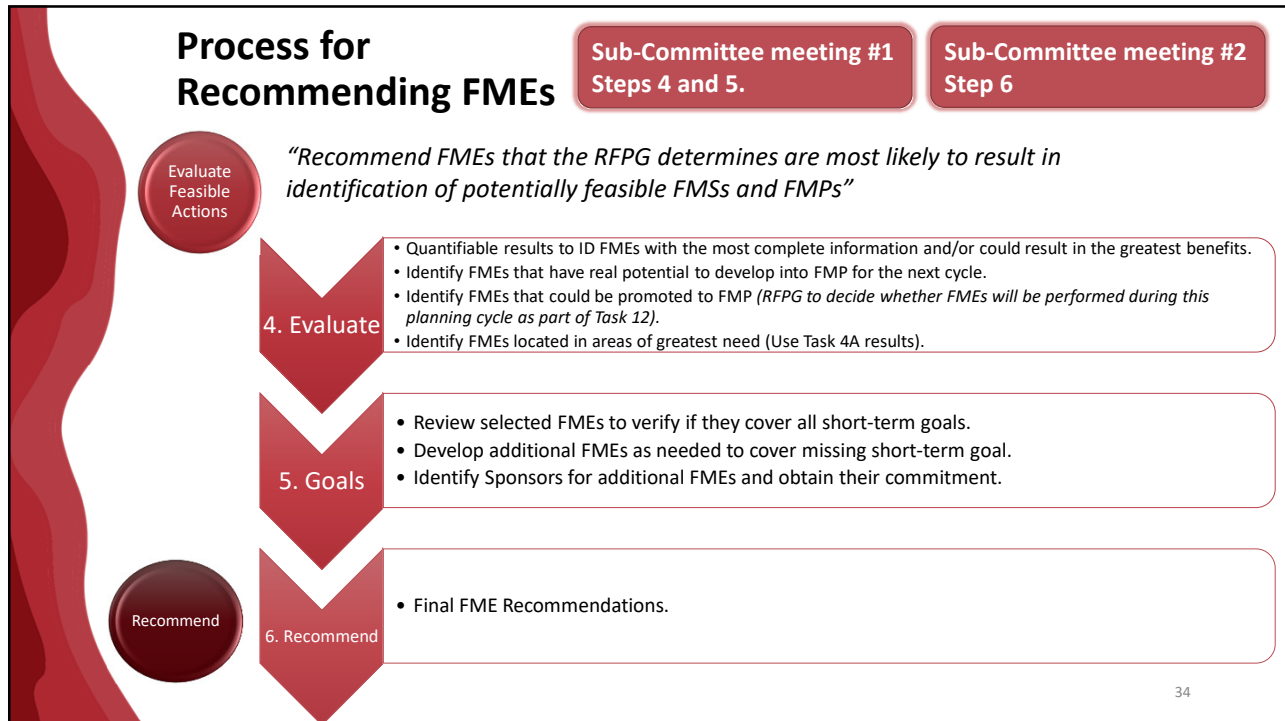 Process for
Recommending FMEs
Sub-Committee meeting #1
Steps 4 and 5.
Sub-Committee meeting #2
Step 6
Evaluate
Feasible
Actions
“Recommend FMEs that the RFPG determines are most likely to result in
identification of potentially feasible FMSs and FMPs”
4. Evaluate
• Quantifiable results to ID FMEs with the most complete information and/or could result in the greatest benefits.
• Identify FMEs that have real potential to develop into FMP for the next cycle.
• Identify FMEs that could be promoted to FMP (RFPG to decide whether FMEs will be performed during this
planning cycle as part of Task 12).
• Identify FMEs located in areas of greatest need (Use Task 4A results).
5. Goals
• Review selected FMEs to verify if they cover all short-term goals.
• Develop additional FMEs as needed to cover missing short-term goal.
• Identify Sponsors for additional FMEs and obtain their commitment.
Recommend
6. Recommend
• Final FME Recommendations.
34